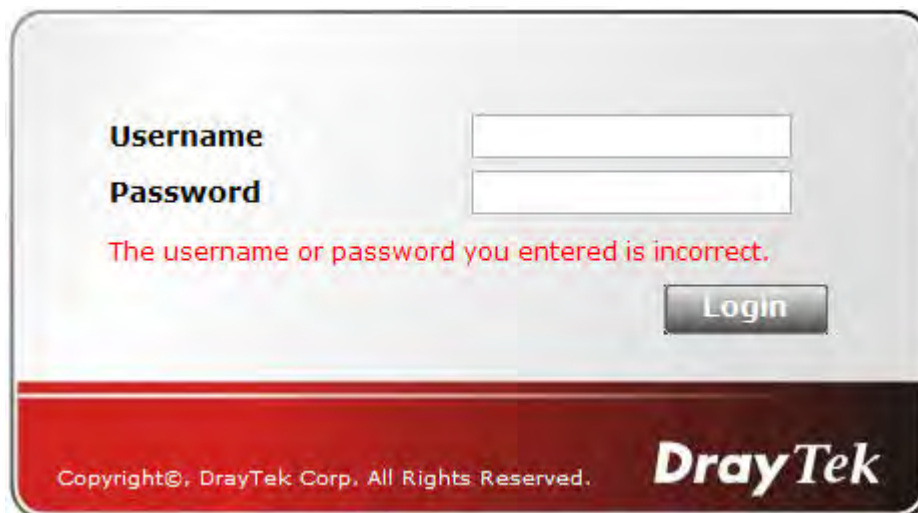 Username
Password
The username or password you entered is incorrect.
Login
Copyright©, DrayTek Corp. All Rights Reserved.
DrayTek